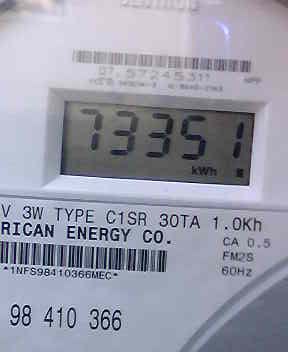 73351
kWh
V 3W TYPE C1SR 30TA 1.0Kh
RICAN ENERGY CO.
CA 0.5
FM2S
60Hz
*1NFS98410366MEC*
98 410 366